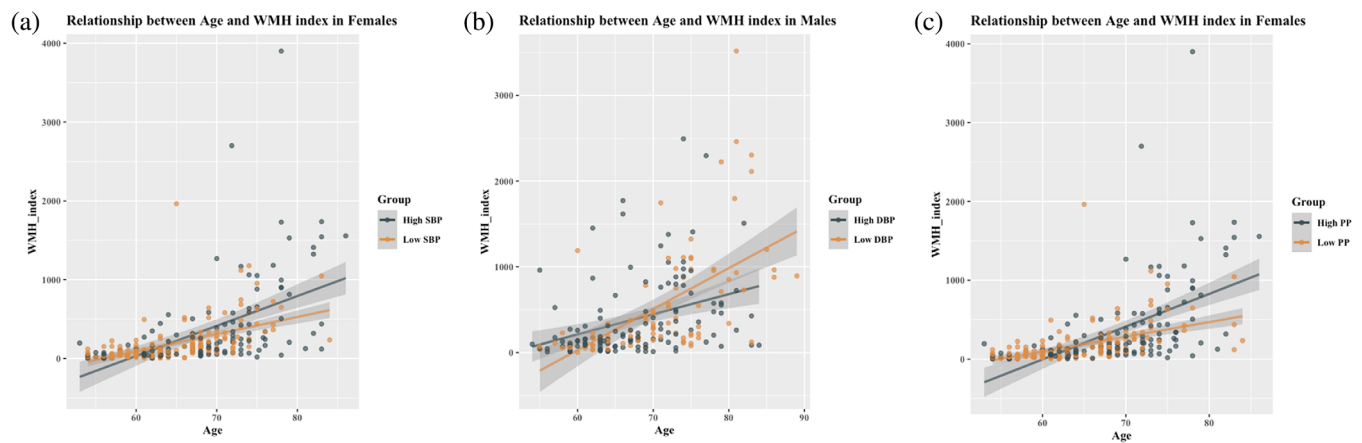 (a)
Relationship between Age and WMH index in Females
4000
3000
2000
1000
0
WMH_index
60
70
80
Age
Group
High SBP
Low SBP
(b)
Relationship between Age and WMH index in Males
3000
2000
1000
0
WMH_index
60
70
80
90
Age
Group
High DBP
Low DBP
(c)
Relationship between Age and WMH index in Females
4000
3000
2000
1000
0
WMH_index
60
70
80
Age
Group
High PP
Low PP